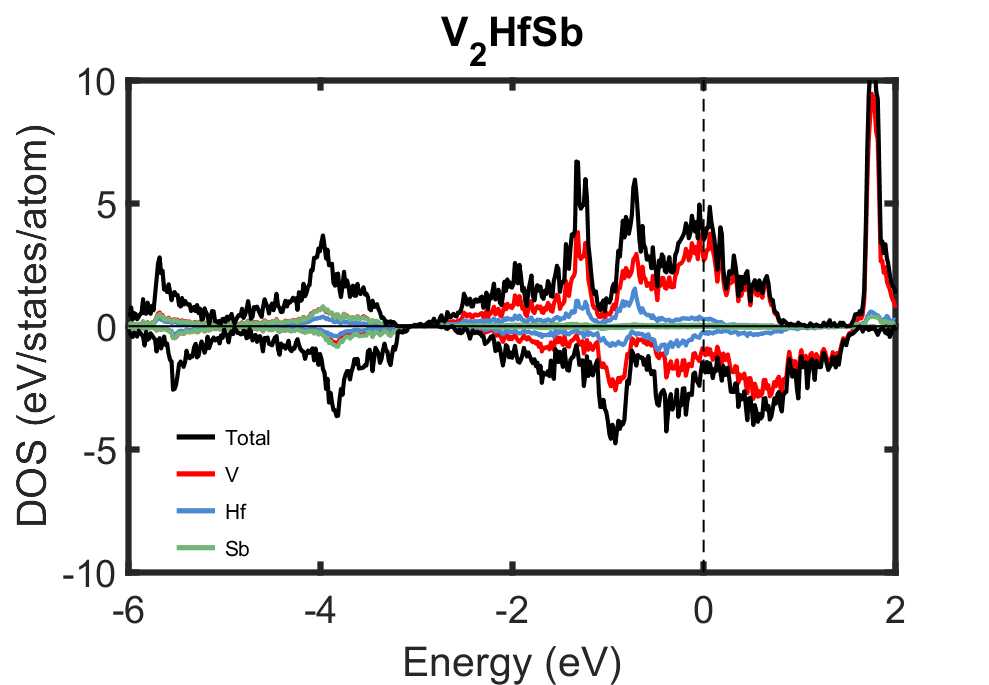 V₂HfSb
10
5
0
-5
-10
DOS (eV/states/atom)
Total
V
Hf
Sb
-6 -4 -2 0 2
Energy (eV)